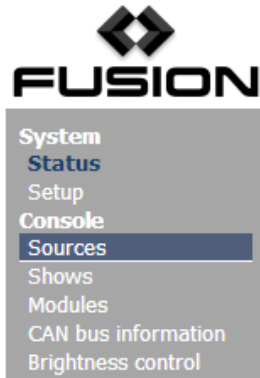 FUSION
System
Status
Setup
Console
Sources
Shows
Modules
CAN bus information
Brightness control